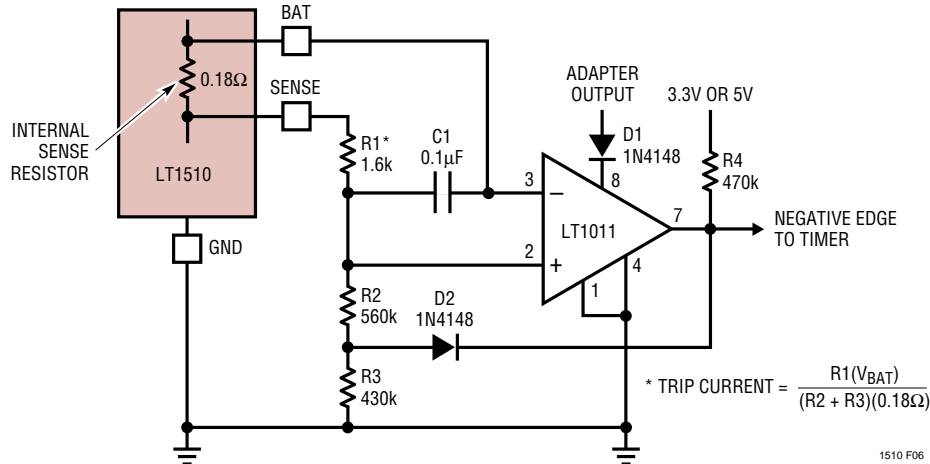 BAT
0.18Ω
SENSE
INTERNAL
SENSE
RESISTOR
LT1510
GND
R1*
1.6k
C1
0.1µF
ADAPTER
OUTPUT
3.3V OR 5V
D1
1N4148
R4
470k
3
8
–
LT1011
7
NEGATIVE EDGE
TO TIMER
2
+
4
1
R2
560k
D2
1N4148
R3
430k
* TRIP CURRENT = R1(VBAT)
(R2 + R3)(0.18Ω)
1510 F06